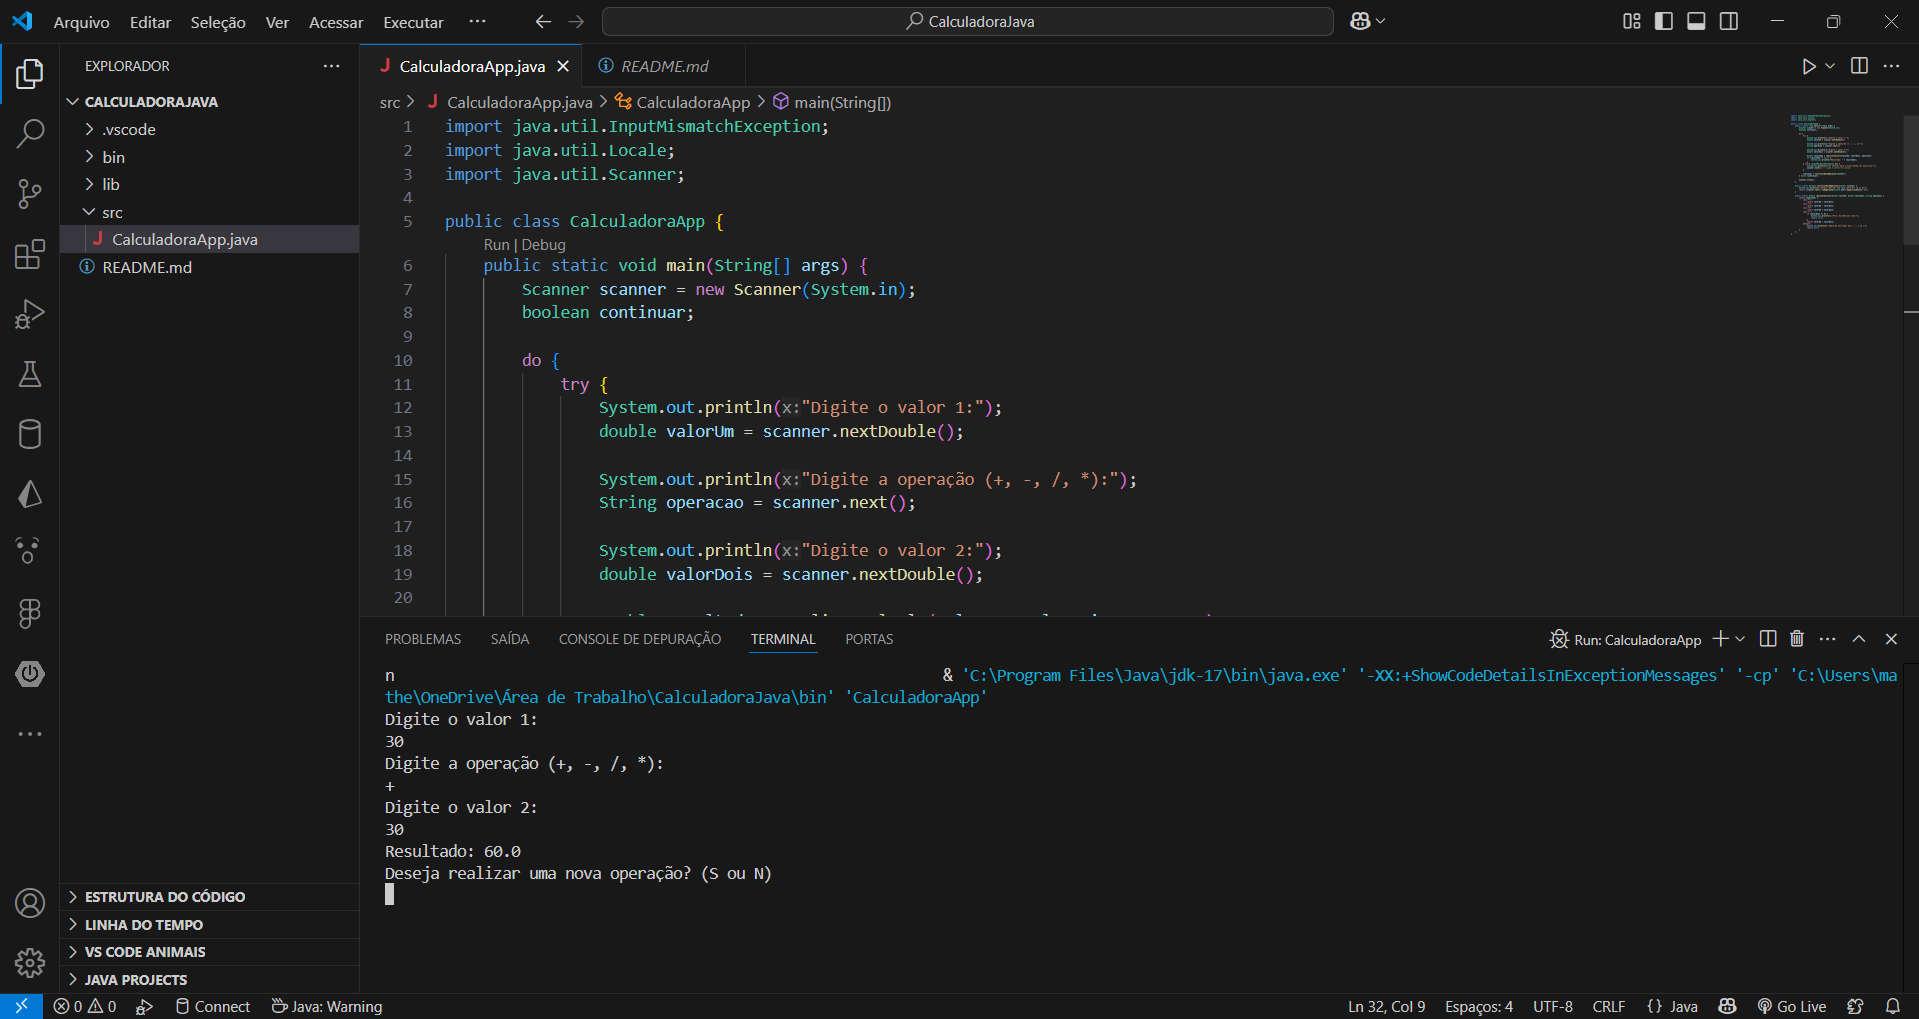 Arquivo Editar Seleção Ver Acessar Executar ··· CalculadoraJava
EXPLORADOR ···
CALCULADORAJAVA
.vscode
bin
lib
src
CalculadoraApp.java
README.md
ESTRUTURA DO CÓDIGO
LINHA DO TEMPO
VS CODE ANIMAIS
JAVA PROJECTS
J CalculadoraApp.java README.md
src > J CalculadoraApp.java > CalculadoraApp > main(String[])
1 import java.util.InputMismatchException;
2 import java.util.Locale;
3 import java.util.Scanner;
4
5 public class CalculadoraApp {
Run | Debug
6 public static void main(String[] args) {
7 Scanner scanner = new Scanner(System.in);
8 boolean continuar;
9
10 do {
11 try {
12 System.out.println(x:"Digite o valor 1:");
13 double valorUm = scanner.nextDouble();
14
15 System.out.println(x:"Digite a operação (+, -, /, *):");
16 String operacao = scanner.next();
17
18 System.out.println(x:"Digite o valor 2:");
19 double valorDois = scanner.nextDouble();
20
PROBLEMAS SAÍDA CONSOLE DE DEPURAÇÃO TERMINAL PORTAS Run: CalculadoraApp
n & 'C:\Program Files\Java\jdk-17\bin\java.exe' '-XX:+ShowCodeDetailsInExceptionMessages' '-cp' 'C:\Users\ma
the\OneDrive\Área de Trabalho\CalculadoraJava\bin' 'CalculadoraApp'
Digite o valor 1:
30
Digite a operação (+, -, /, *):
+
Digite o valor 2:
30
Resultado: 60.0
Deseja realizar uma nova operação? (S ou N)
0 0 Connect Java: Warning Ln 32, Col 9 Espaços: 4 UTF-8 CRLF {} Java Go Live